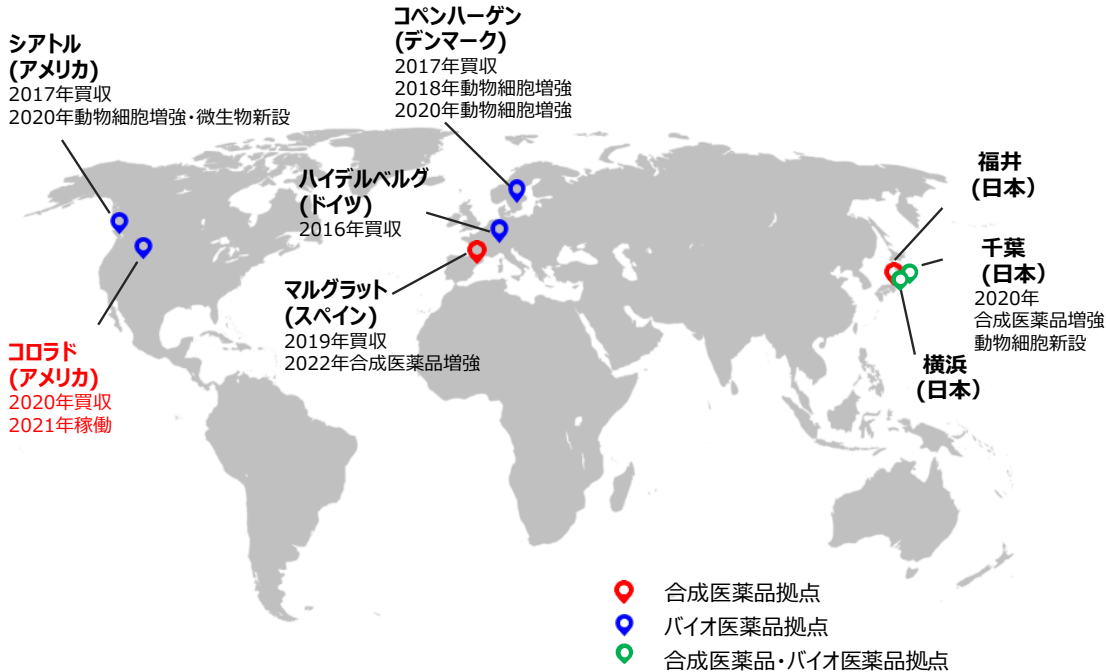 シアトル
(アメリカ)
2017年買収
2020年動物細胞増強・微生物新設
コペンハーゲン
(デンマーク)
2017年買収
2018年動物細胞増強
2020年動物細胞増強
ハイデルベルグ
(ドイツ)
2016年買収
マルグラット
(スペイン)
2019年買収
2022年合成医薬品増強
コロラド
(アメリカ)
2020年買収
2021年稼働
福井
(日本)
千葉
(日本)
2020年
合成医薬品増強
動物細胞新設
横浜
(日本)
合成医薬品拠点
バイオ医薬品拠点
合成医薬品・バイオ医薬品拠点